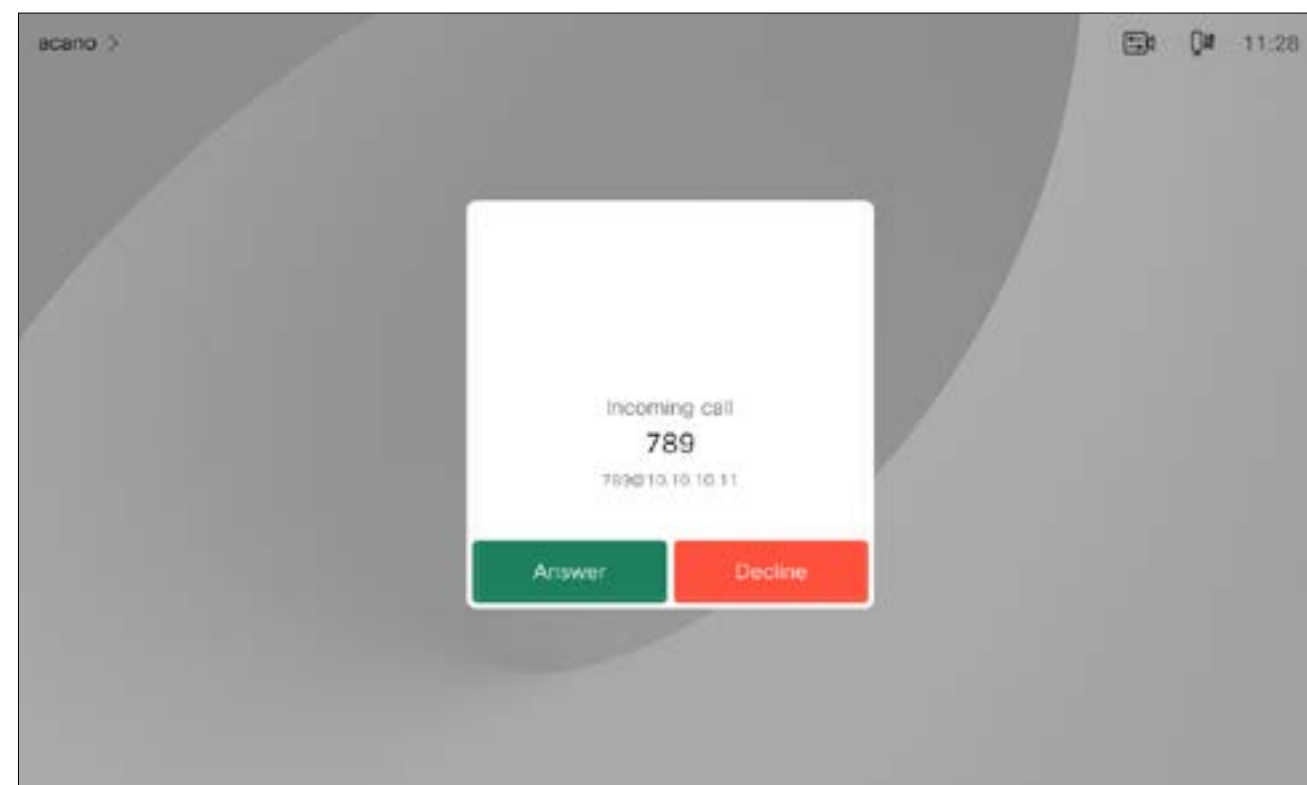 acano >
11:28
Incoming call
789
789@10.10.10.11
Answer Decline